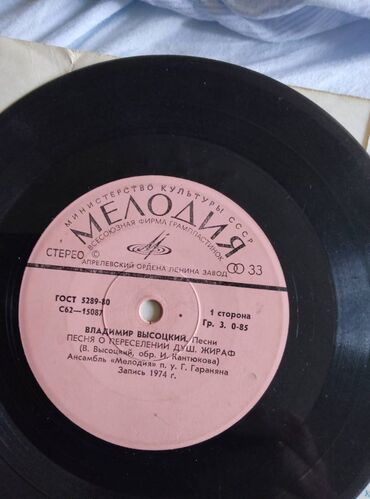 МИНИСТЕРСТВО КУЛЬТУРЫ СССР
МЕЛОДИЯ
ВСЕСОЮЗНАЯ ФИРМА ГРАМПЛАСТИНОК
АПРЕЛЕВСКИЙ ОРДЕНА ЛЕНИНА ЗАВОД
СТЕРЕО © 33
ГОСТ 5289-80
С62—15087
1 сторона
Гр. 3. 0-85
ВЛАДИМИР ВЫСОЦКИЙ. Песни
ПЕСНЯ О ПЕРЕСЕЛЕНИИ ДУШ. ЖИРАФ
(В. Высоцкий, обр. И. Кантюкова)
Ансамбль «Мелодия» п. у. Г. Гараняна
Запись 1974 г.